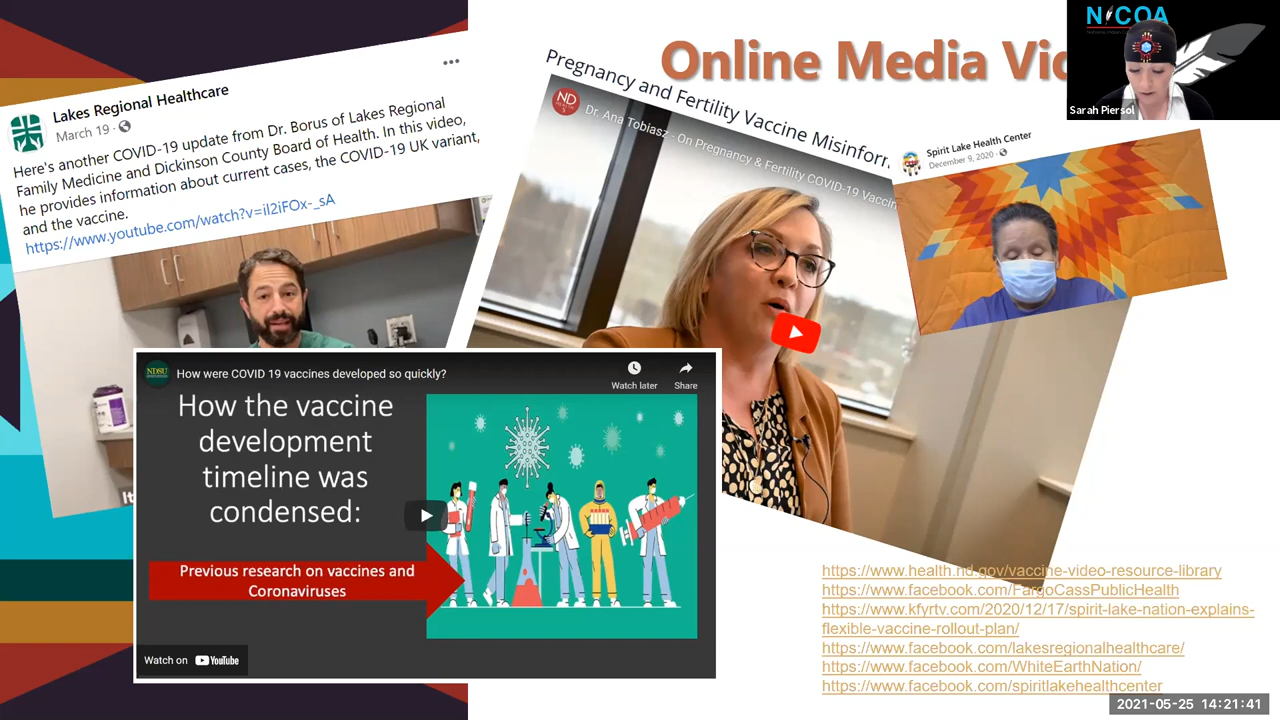 Online Media
NICOA
Sarah Piersol
Lakes Regional Healthcare
March 19 ·
Here's another COVID-19 update from Dr. Borus of Lakes Regional
Family Medicine and Dickinson County Board of Health. In this video,
he provides information about current cases, the COVID-19 UK variant,
and the vaccine.
https://www.youtube.com/watch?v=iI2iFOx-_sA
Pregnancy and Fertility Vaccine Misinform
ND
Dr. Ana Tobiasz - On Pregnancy & Fertility COVID-19 Vaccin
Spirit Lake Health Center
December 9, 2020 ·
NDSU
How were COVID 19 vaccines developed so quickly?
Watch later
Share
How the vaccine
development
timeline was
condensed:
Previous research on vaccines and
Coronaviruses
Watch on YouTube
https://www.health.nd.gov/vaccine-video-resource-library
https://www.facebook.com/FargoCassPublicHealth
https://www.kfyrtv.com/2020/12/17/spirit-lake-nation-explains-
flexible-vaccine-rollout-plan/
https://www.facebook.com/lakesregionalhealthcare/
https://www.facebook.com/WhiteEarthNation/
https://www.facebook.com/spiritlakehealthcenter
2021-05-25 14:21:41